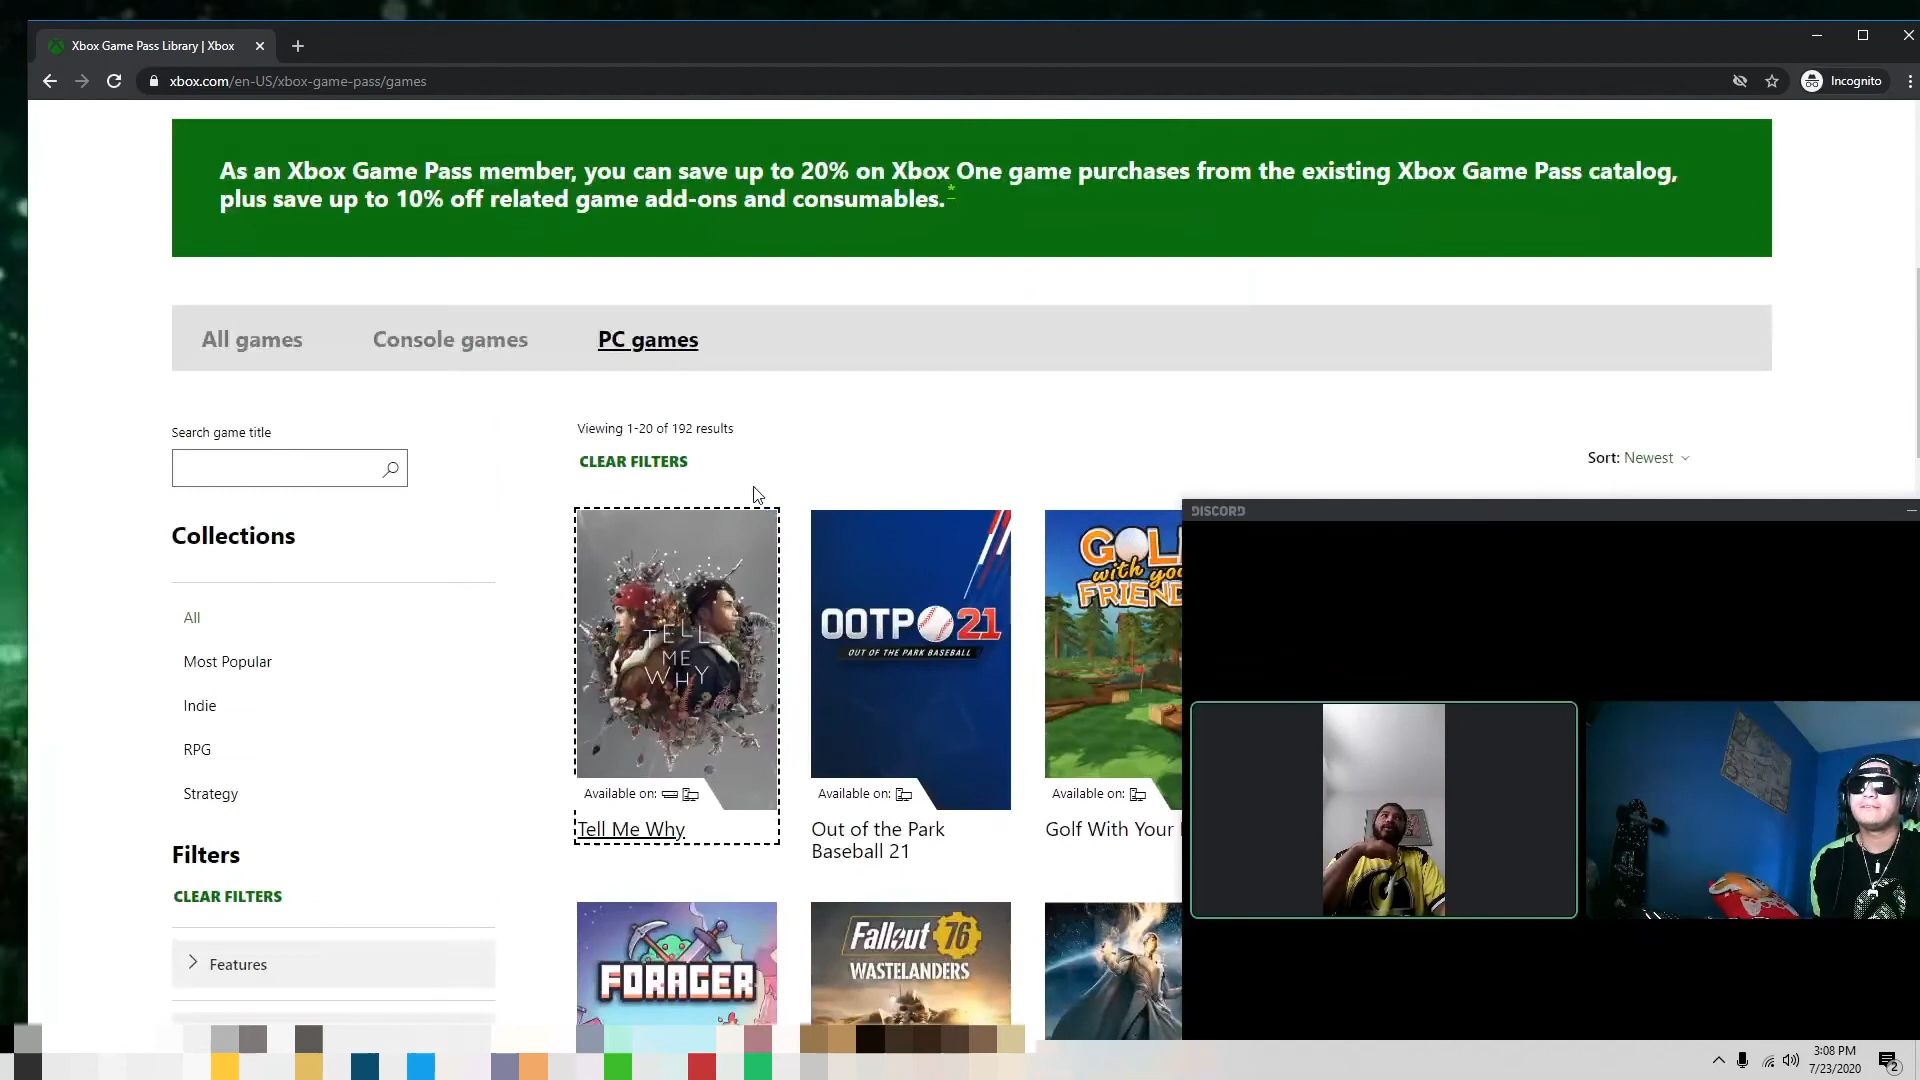 Xbox Game Pass Library | Xbox
xbox.com/en-US/xbox-game-pass/games
Incognito
As an Xbox Game Pass member, you can save up to 20% on Xbox One game purchases from the existing Xbox Game Pass catalog,
plus save up to 10% off related game add-ons and consumables.*
All games
Console games
PC games
Search game title
Viewing 1-20 of 192 results
CLEAR FILTERS
Sort: Newest
Collections
All
Most Popular
Indie
RPG
Strategy
Filters
CLEAR FILTERS
Features
TELL
ME
WHY
Available on:
Tell Me Why
OOTP 21
OUT OF THE PARK BASEBALL
Available on:
Out of the Park
Baseball 21
GOL
with you
FRIEND
Available on:
Golf With Your
DISCORD
FORAGER
Fallout 76
WASTELANDERS
3:08 PM
7/23/2020
2